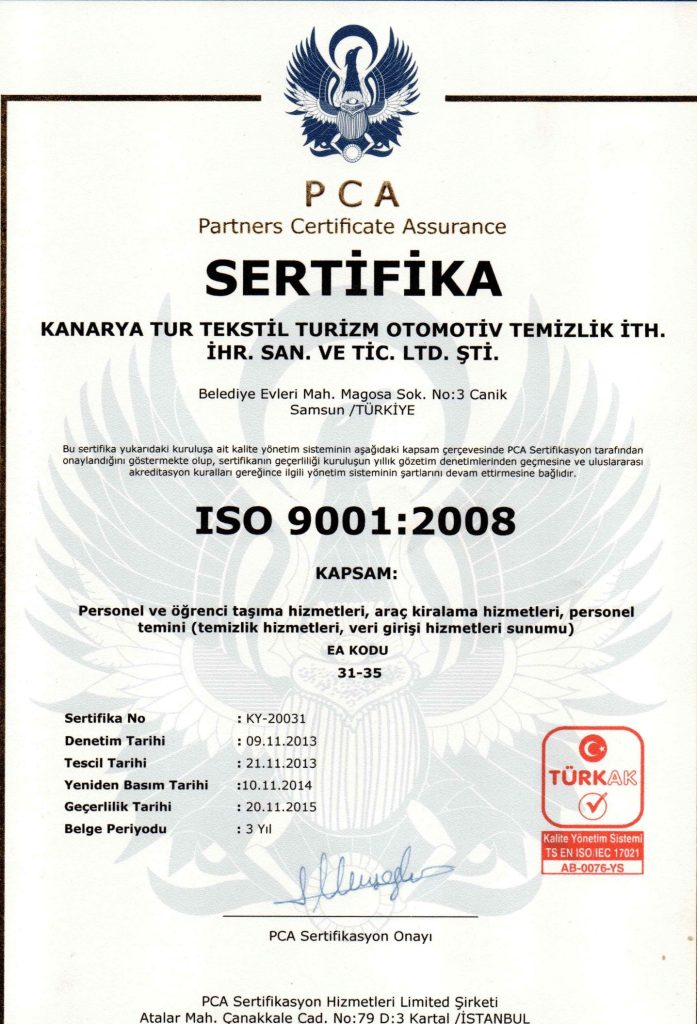 PCA
Partners Certificate Assurance
SERTİFİKA
KANARYA TUR TEKSTİL TURİZM OTOMOTİV TEMİZLİK İTH.
İHR. SAN. VE TİC. LTD. ŞTİ.
Belediye Evleri Mah. Magosa Sok. No:3 Canik
Samsun /TÜRKİYE
Bu sertifika yukarıdaki kuruluşa ait kalite yönetim sisteminin aşağıdaki kapsam çerçevesinde PCA Sertifikasyon tarafından
onaylandığını göstermekte olup, sertifikanın geçerliliği kuruluşun yıllık gözetim denetimlerinden geçmesine ve uluslararası
akreditasyon kuralları gereğince ilgili yönetim sisteminin şartlarını devam ettirmesine bağlıdır.
ISO 9001:2008
KAPSAM:
Personel ve öğrenci taşıma hizmetleri, araç kiralama hizmetleri, personel
temini (temizlik hizmetleri, veri girişi hizmetleri sunumu)
EA KODU
31-35
Sertifika No : KY-20031
Denetim Tarihi : 09.11.2013
Tescil Tarihi : 21.11.2013
Yeniden Basım Tarihi :10.11.2014
Geçerlilik Tarihi : 20.11.2015
Belge Periyodu : 3 Yıl
TÜRKAK
Kalite Yönetim Sistemi
TS EN ISO/IEC 17021
AB-0076-YS
PCA Sertifikasyon Onayı
PCA Sertifikasyon Hizmetleri Limited Şirketi
Atalar Mah. Çanakkale Cad. No:79 D:3 Kartal /İSTANBUL